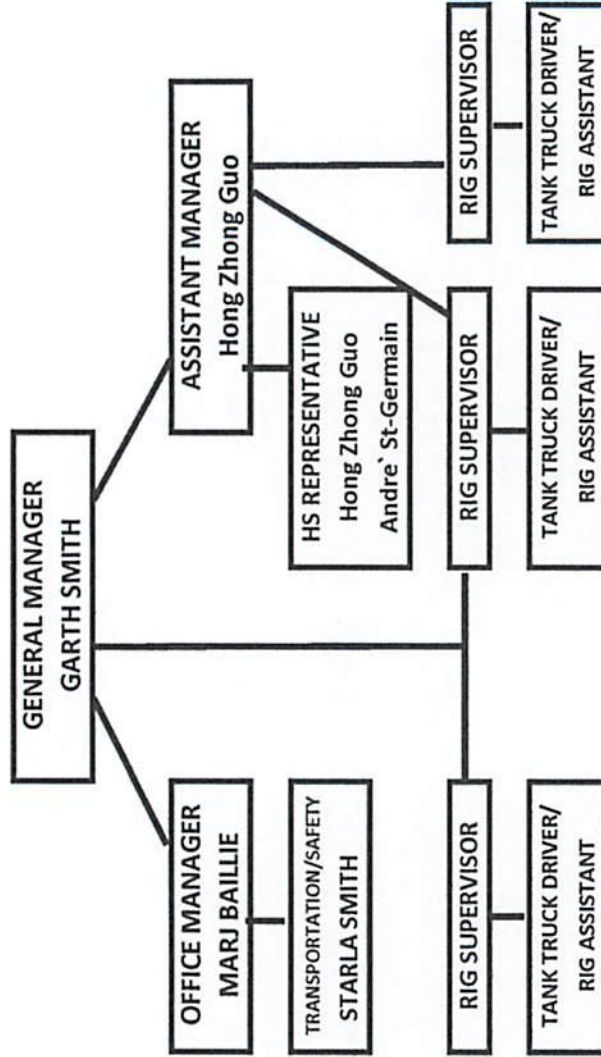 GENERAL MANAGER
GARTH SMITH
OFFICE MANAGER
MARJ BAILLIE
ASSISTANT MANAGER
Hong Zhong Guo
TRANSPORTATION/SAFETY
STARLA SMITH
HS REPRESENTATIVE
Hong Zhong Guo
Andre` St-Germain
RIG SUPERVISOR
RIG SUPERVISOR
RIG SUPERVISOR
TANK TRUCK DRIVER/
RIG ASSISTANT
TANK TRUCK DRIVER/
RIG ASSISTANT
TANK TRUCK DRIVER/
RIG ASSISTANT